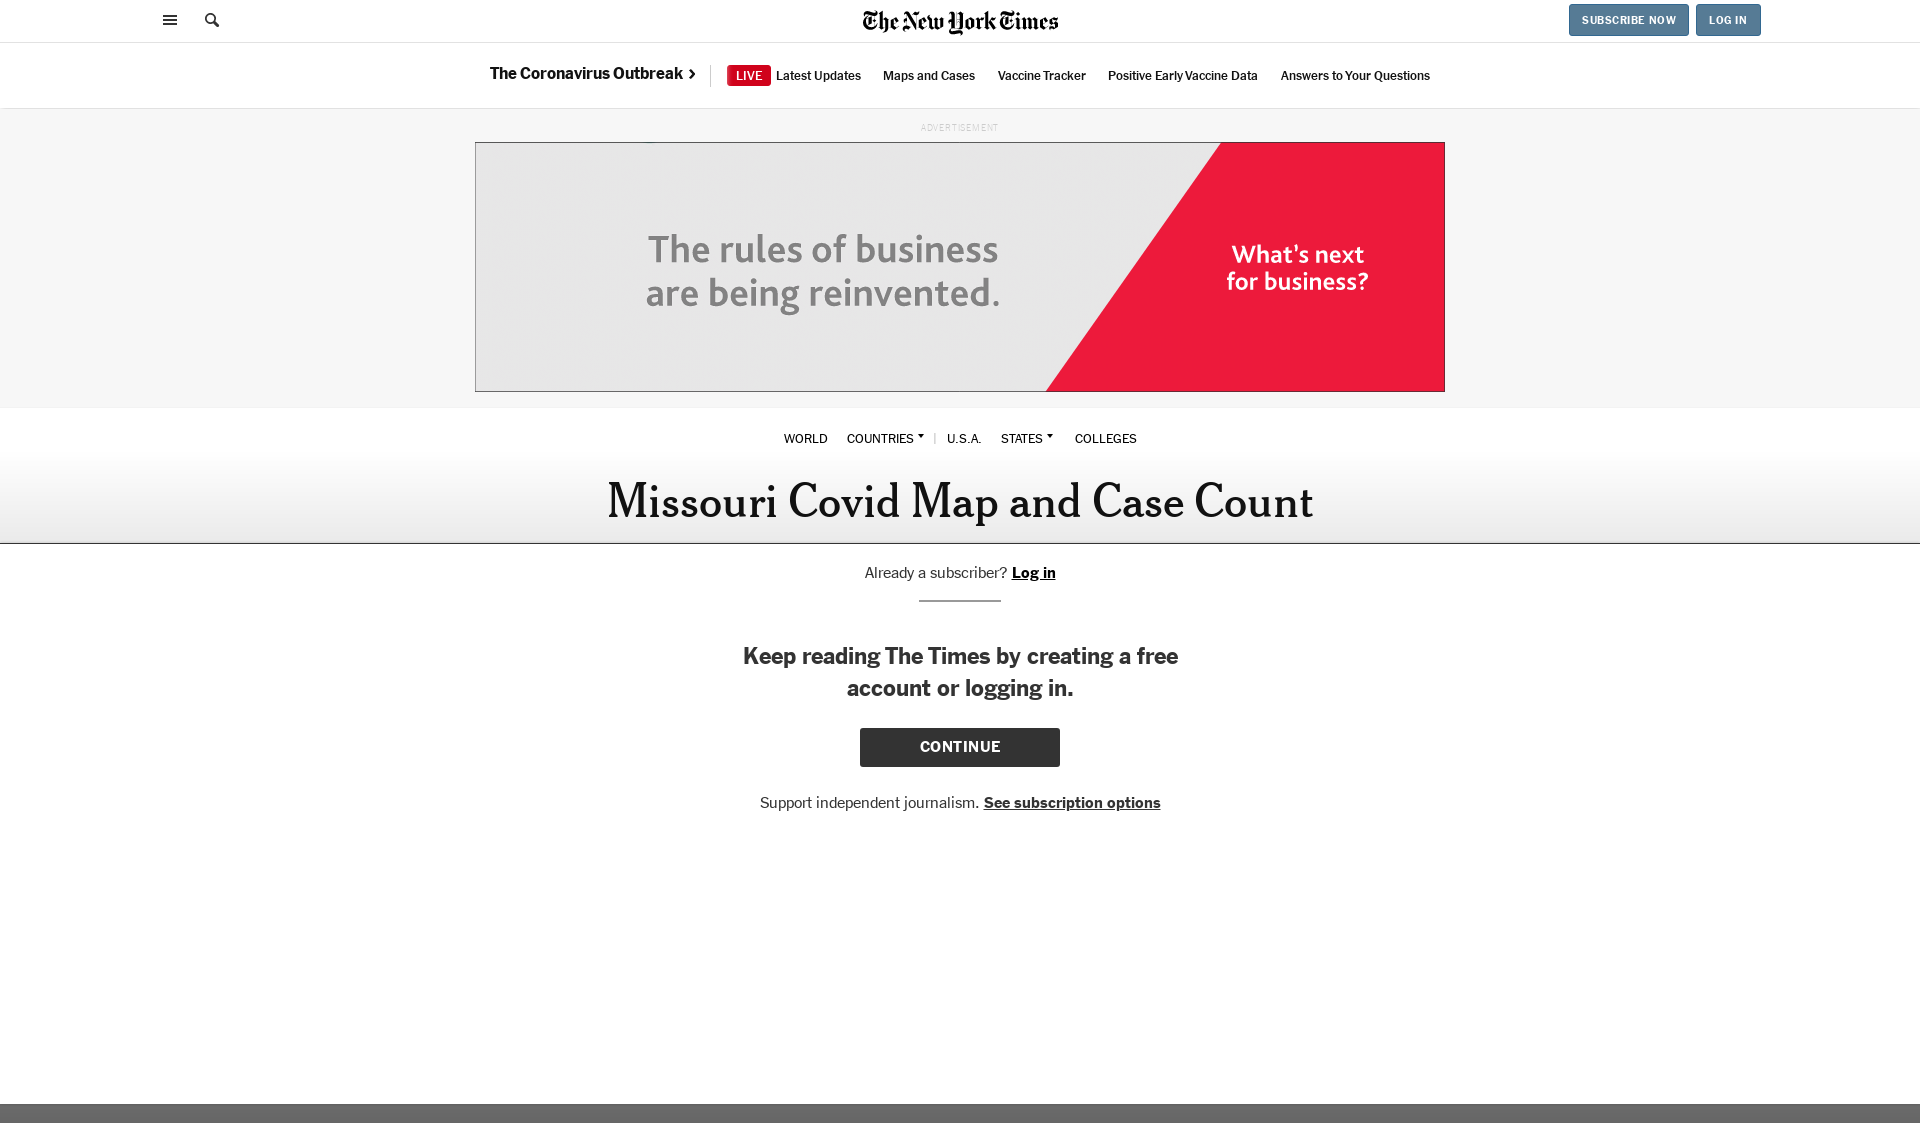 The New York Times
SUBSCRIBE NOW
LOG IN
The Coronavirus Outbreak
LIVE Latest Updates
Maps and Cases
Vaccine Tracker
Positive Early Vaccine Data
Answers to Your Questions
ADVERTISEMENT
The rules of business
are being reinvented.
What's next
for business?
WORLD COUNTRIES | U.S.A. STATES COLLEGES
Missouri Covid Map and Case Count
Already a subscriber? Log in
Keep reading The Times by creating a free
account or logging in.
CONTINUE
Support independent journalism. See subscription options